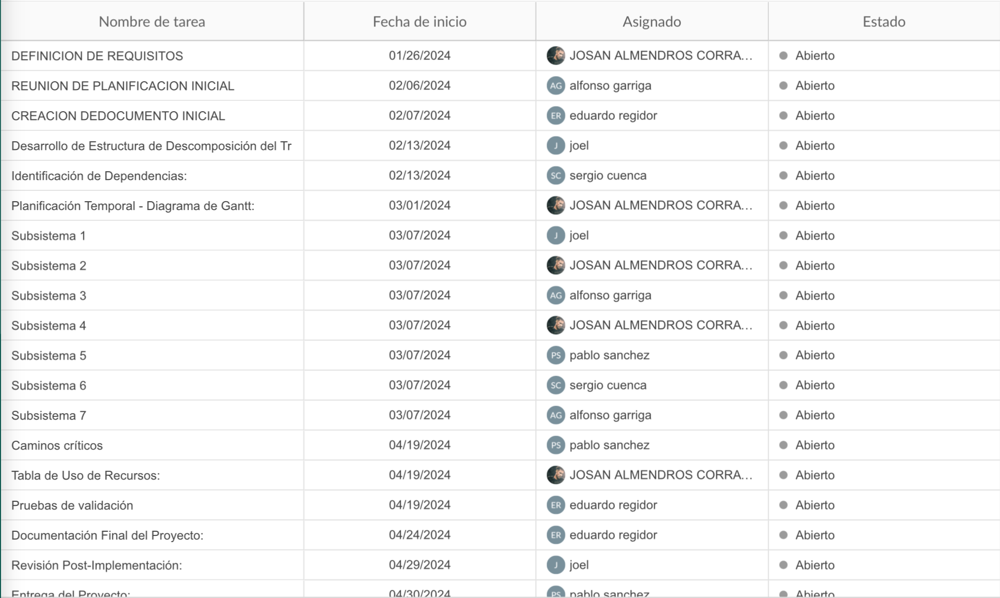 Nombre de tarea Fecha de inicio Asignado Estado
DEFINICION DE REQUISITOS 01/26/2024 JOSAN ALMENDROS CORRA... Abierto
REUNION DE PLANIFICACION INICIAL 02/06/2024 AG alfonso garriga Abierto
CREACION DEDOCUMENTO INICIAL 02/07/2024 ER eduardo regidor Abierto
Desarrollo de Estructura de Descomposición del Tr 02/13/2024 J joel Abierto
Identificación de Dependencias: 02/13/2024 SC sergio cuenca Abierto
Planificación Temporal - Diagrama de Gantt: 03/01/2024 JOSAN ALMENDROS CORRA... Abierto
Subsistema 1 03/07/2024 J joel Abierto
Subsistema 2 03/07/2024 JOSAN ALMENDROS CORRA... Abierto
Subsistema 3 03/07/2024 AG alfonso garriga Abierto
Subsistema 4 03/07/2024 JOSAN ALMENDROS CORRA... Abierto
Subsistema 5 03/07/2024 PS pablo sanchez Abierto
Subsistema 6 03/07/2024 SC sergio cuenca Abierto
Subsistema 7 03/07/2024 AG alfonso garriga Abierto
Caminos críticos 04/19/2024 PS pablo sanchez Abierto
Tabla de Uso de Recursos: 04/19/2024 JOSAN ALMENDROS CORRA... Abierto
Pruebas de validación 04/19/2024 ER eduardo regidor Abierto
Documentación Final del Proyecto: 04/24/2024 ER eduardo regidor Abierto
Revisión Post-Implementación: 04/29/2024 J joel Abierto
Entrega del Proyecto: 04/30/2024 PS pablo sanchez Abierto